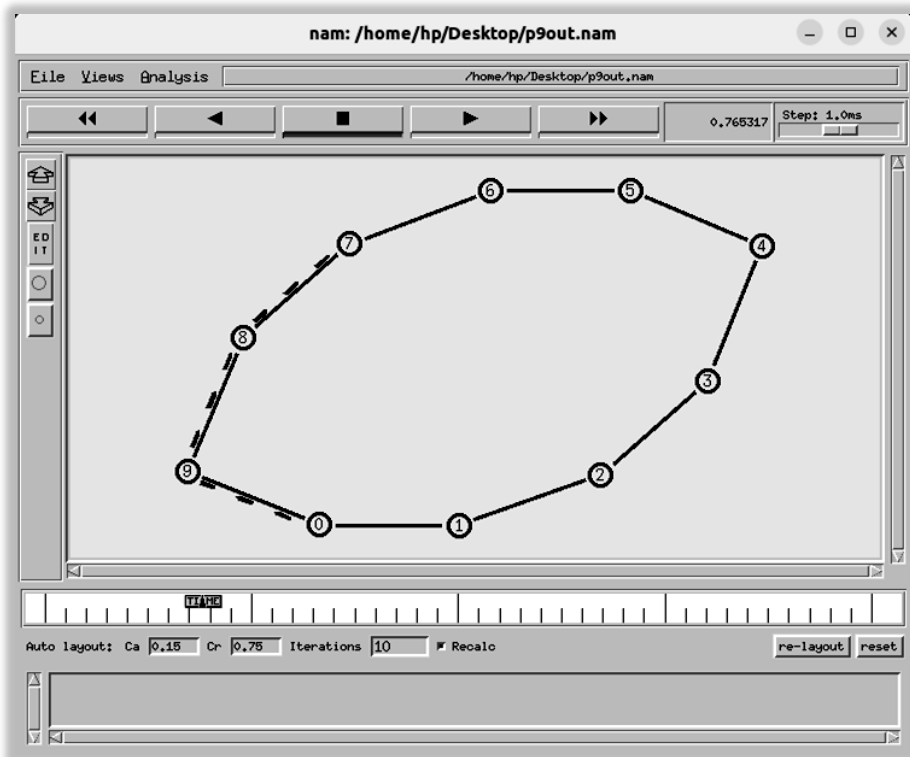 nam: /home/hp/Desktop/p9out.nam
File Views Analysis /home/hp/Desktop/p9out.nam
0.765317 Step: 1.0ms
ED
IT
6 5
7 4
8
3
9 2
0 1
TIME
Auto layout: Ca 0.15 Cr 0.75 Iterations 10 Recalc re-layout reset